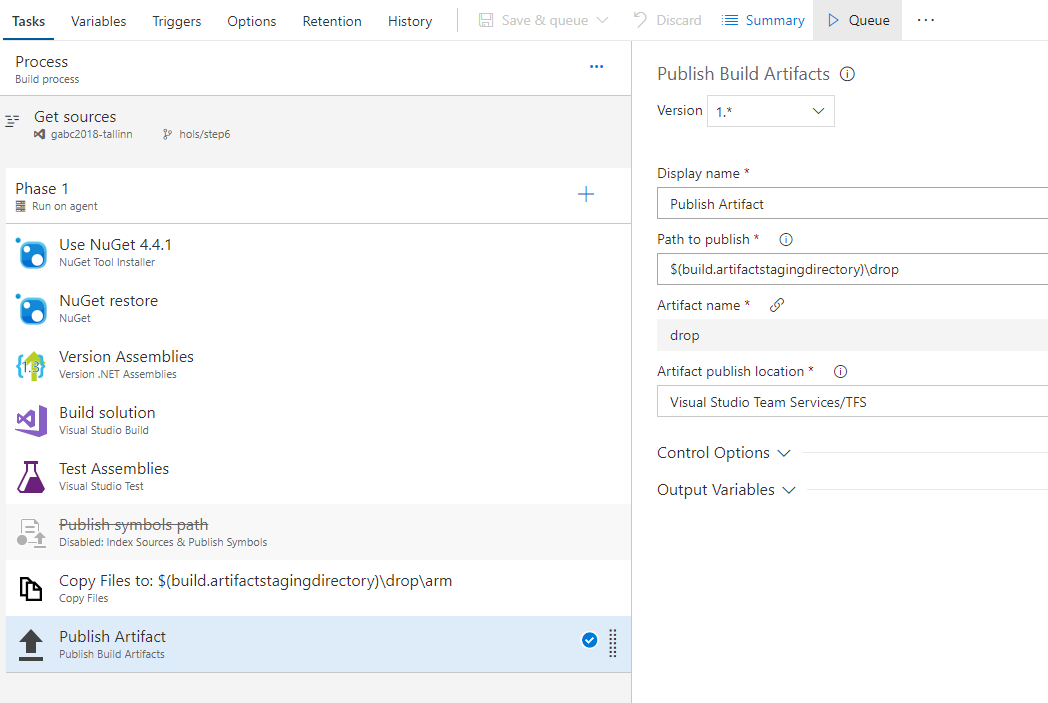 Tasks Variables Triggers Options Retention History Save & queue Discard Summary Queue ...
Process
Build process
Get sources
gabc2018-tallinn hols/step6
Phase 1
Run on agent
Use NuGet 4.4.1
NuGet Tool Installer
NuGet restore
NuGet
1.3
Version Assemblies
Version .NET Assemblies
Build solution
Visual Studio Build
Test Assemblies
Visual Studio Test
Publish symbols path
Disabled: Index Sources & Publish Symbols
Copy Files to: $(build.artifactstagingdirectory)\drop\arm
Copy Files
Publish Artifact
Publish Build Artifacts
Publish Build Artifacts
Version 1.*
Display name *
Publish Artifact
Path to publish *
$(build.artifactstagingdirectory)\drop
Artifact name *
drop
Artifact publish location *
Visual Studio Team Services/TFS
Control Options
Output Variables